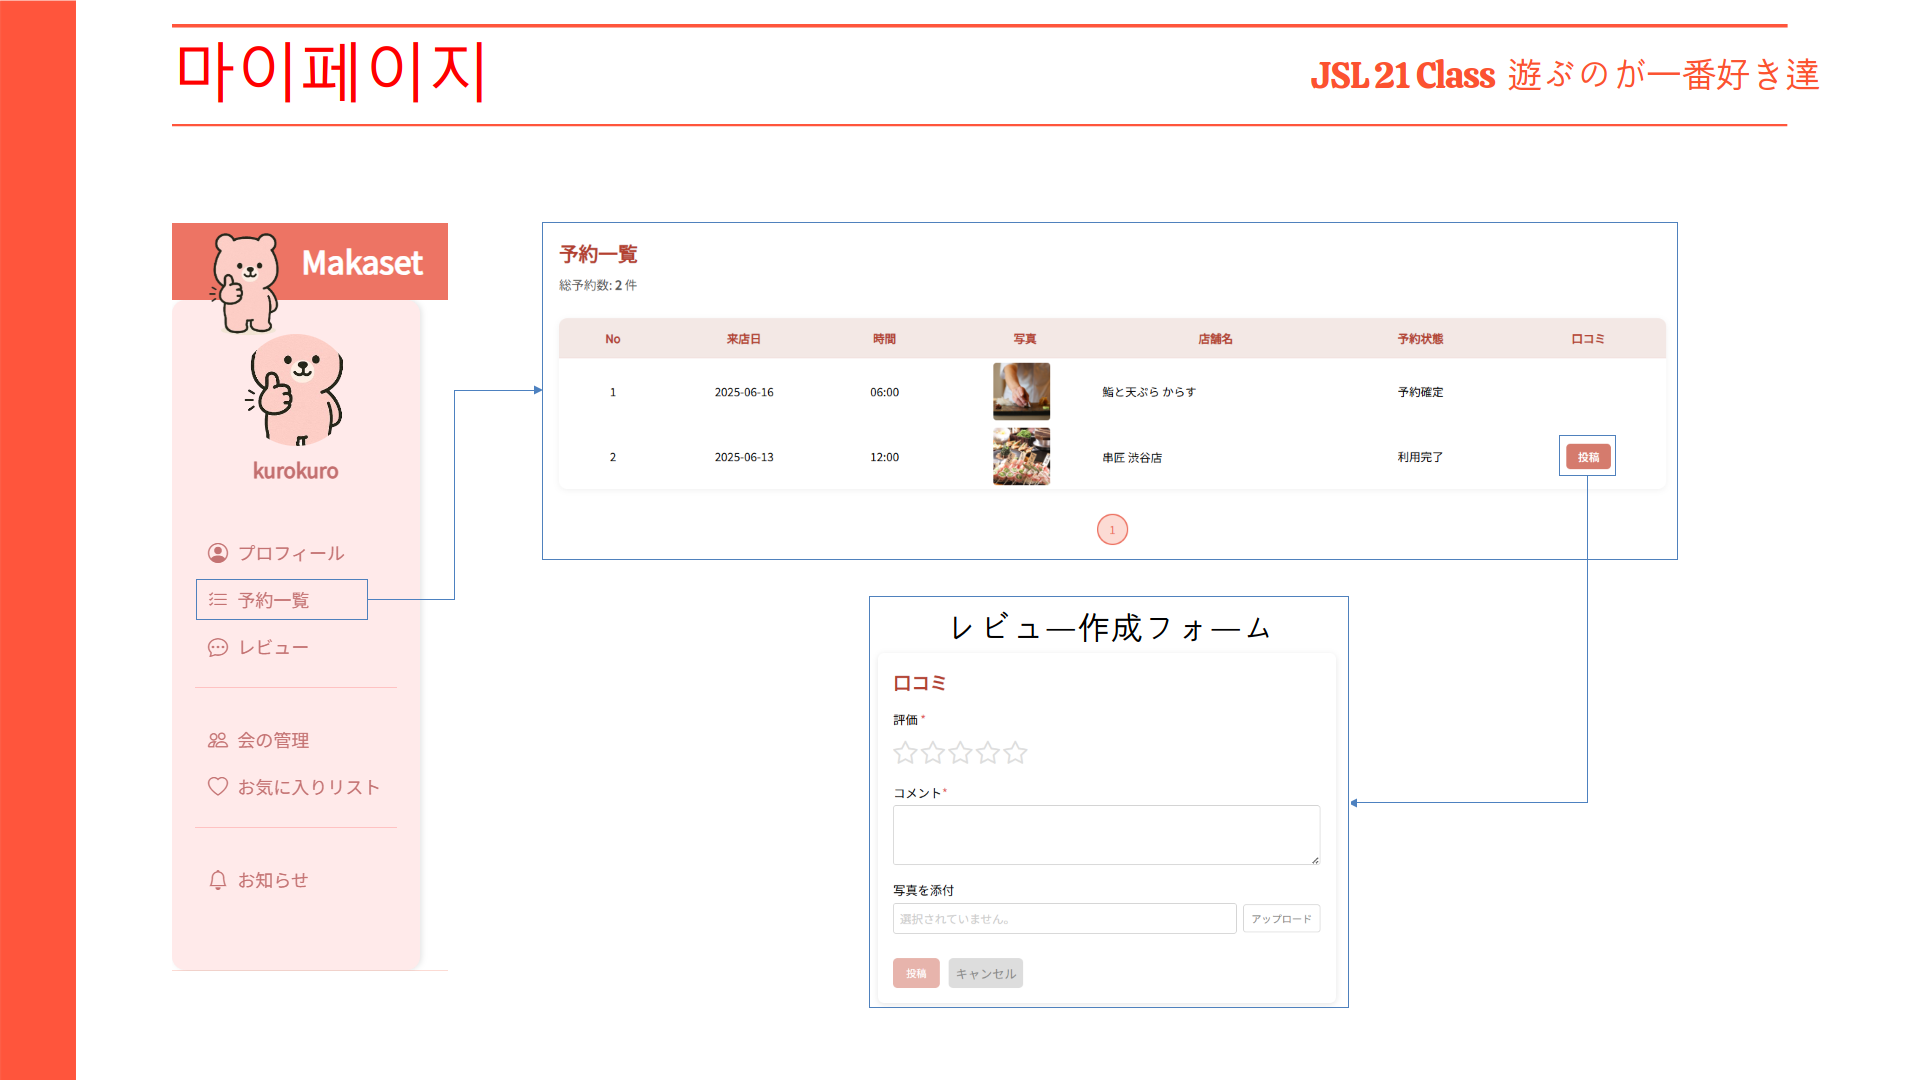 마이페이지
JSL 21 Class 遊ぶのが一番好き達
Makaset
kurokuro
プロフィール
予約一覧
レビュー
会の管理
お気に入りリスト
お知らせ
予約一覧
総予約数: 2 件
No 来店日 時間 写真 店舗名 予約状態 口コミ
1 2025-06-16 06:00 鮨と天ぷら からす 予約確定
2 2025-06-13 12:00 串匠 渋谷店 利用完了 投稿
1
レビュー作成フォーム
口コミ
評価 *
コメント*
写真を添付
選択されていません。 アップロード
投稿 キャンセル